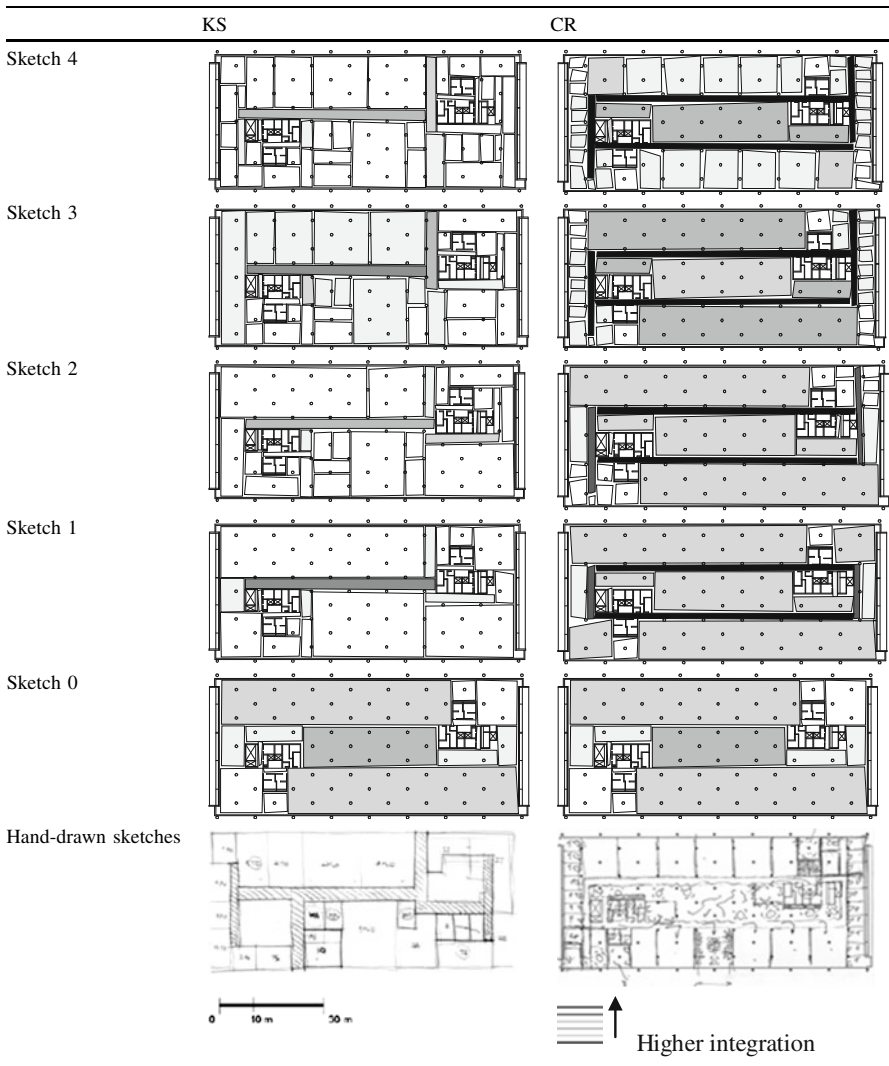 KS CR
Sketch 4
Sketch 3
Sketch 2
Sketch 1
Sketch 0
Hand-drawn sketches
0 10 m 30 m
Higher integration